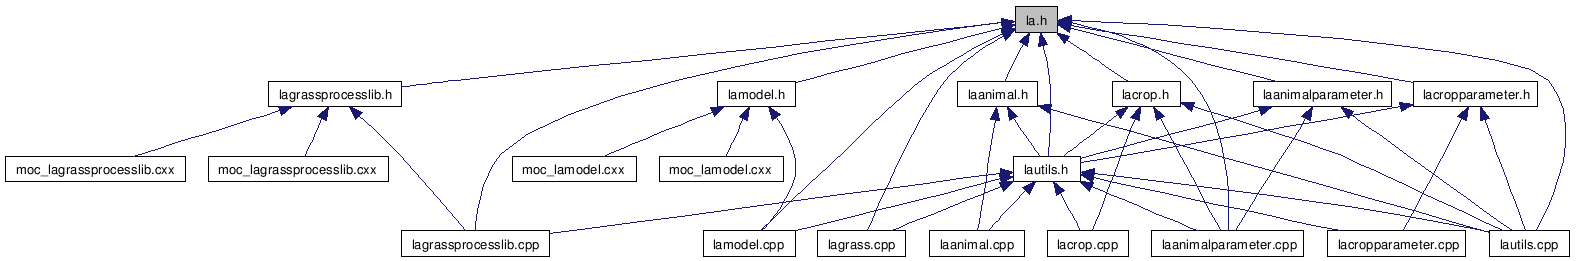 la.h
lagrassprocesslib.h
lamodel.h
laanimal.h
lacrop.h
laanimalparameter.h
lacropparameter.h
moc_lagrassprocesslib.cxx
moc_lagrassprocesslib.cxx
moc_lamodel.cxx
moc_lamodel.cxx
lautils.h
lagrassprocesslib.cpp
lamodel.cpp
lagrass.cpp
laanimal.cpp
lacrop.cpp
laanimalparameter.cpp
lacropparameter.cpp
lautils.cpp